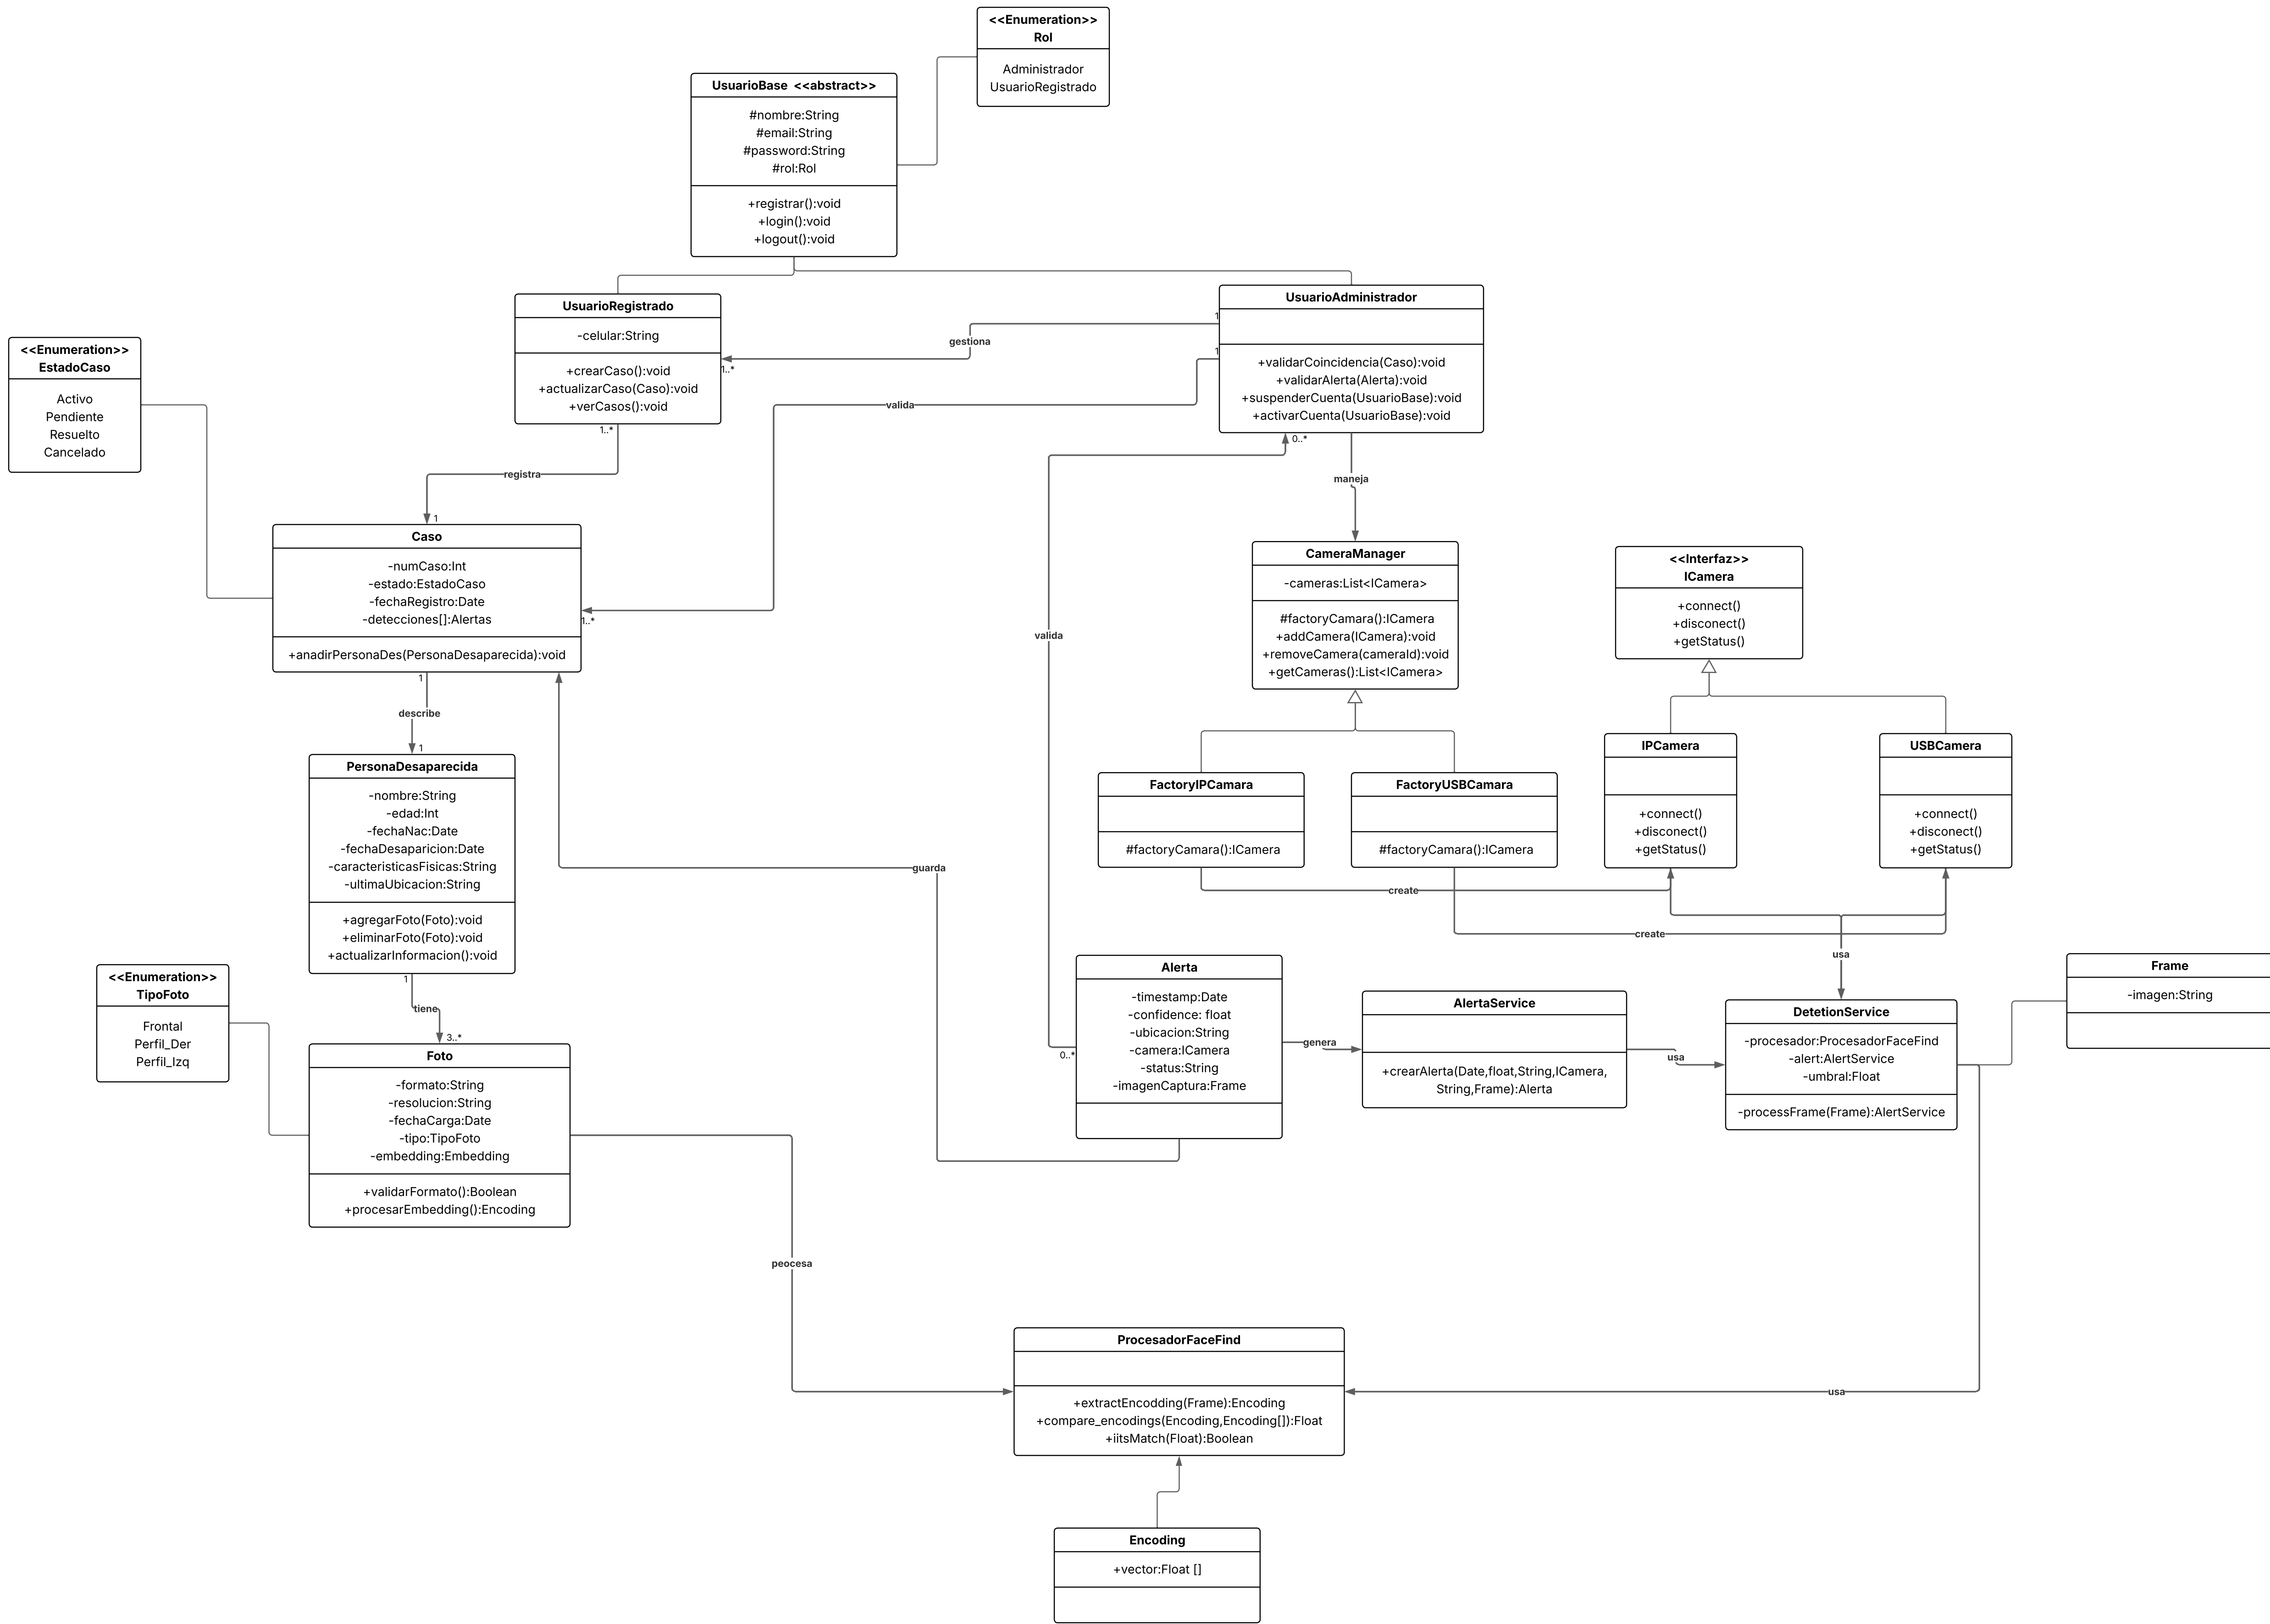 <<Enumeration>>
Rol
Administrador
UsuarioRegistrado
UsuarioBase <<abstract>>
#nombre:String
#email:String
#password:String
#rol:Rol
+registrar():void
+login():void
+logout():void
UsuarioRegistrado
-celular:String
+crearCaso():void
+actualizarCaso(Caso):void
+verCasos():void
UsuarioAdministrador
+validarCoincidencia(Caso):void
+validarAlerta(Alerta):void
+suspenderCuenta(UsuarioBase):void
+activarCuenta(UsuarioBase):void
1
gestiona
1..*
1
valida
1..*
<<Enumeration>>
EstadoCaso
Activo
Pendiente
Resuelto
Cancelado
1..*
registra
1
0..*
maneja
valida
0..*
Caso
-numCaso:Int
-estado:EstadoCaso
-fechaRegistro:Date
-detecciones[]:Alertas
+anadirPersonaDes(PersonaDesaparecida):void
CameraManager
-cameras:List<ICamera>
#factoryCamara():ICamera
+addCamera(ICamera):void
+removeCamera(cameraId):void
+getCameras():List<ICamera>
<<Interfaz>>
ICamera
+connect()
+disconect()
+getStatus()
1
describe
1
PersonaDesaparecida
-nombre:String
-edad:Int
-fechaNac:Date
-fechaDesaparicion:Date
-caracteristicasFisicas:String
-ultimaUbicacion:String
+agregarFoto(Foto):void
+eliminarFoto(Foto):void
+actualizarInformacion():void
FactoryIPCamara
#factoryCamara():ICamera
FactoryUSBCamara
#factoryCamara():ICamera
IPCamera
+connect()
+disconect()
+getStatus()
USBCamera
+connect()
+disconect()
+getStatus()
guarda
create
create
usa
<<Enumeration>>
TipoFoto
Frontal
Perfil_Der
Perfil_Izq
1
tiene
3..*
Foto
-formato:String
-resolucion:String
-fechaCarga:Date
-tipo:TipoFoto
-embedding:Embedding
+validarFormato():Boolean
+procesarEmbedding():Encoding
Alerta
-timestamp:Date
-confidence: float
-ubicacion:String
-camera:ICamera
-status:String
-imagenCaptura:Frame
genera
AlertaService
+crearAlerta(Date,float,String,ICamera,
String,Frame):Alerta
usa
DetetionService
-procesador:ProcesadorFaceFind
-alert:AlertService
-umbral:Float
-processFrame(Frame):AlertService
Frame
-imagen:String
peocesa
usa
ProcesadorFaceFind
+extractEncodding(Frame):Encoding
+compare_encodings(Encoding,Encoding[]):Float
+iitsMatch(Float):Boolean
Encoding
+vector:Float []